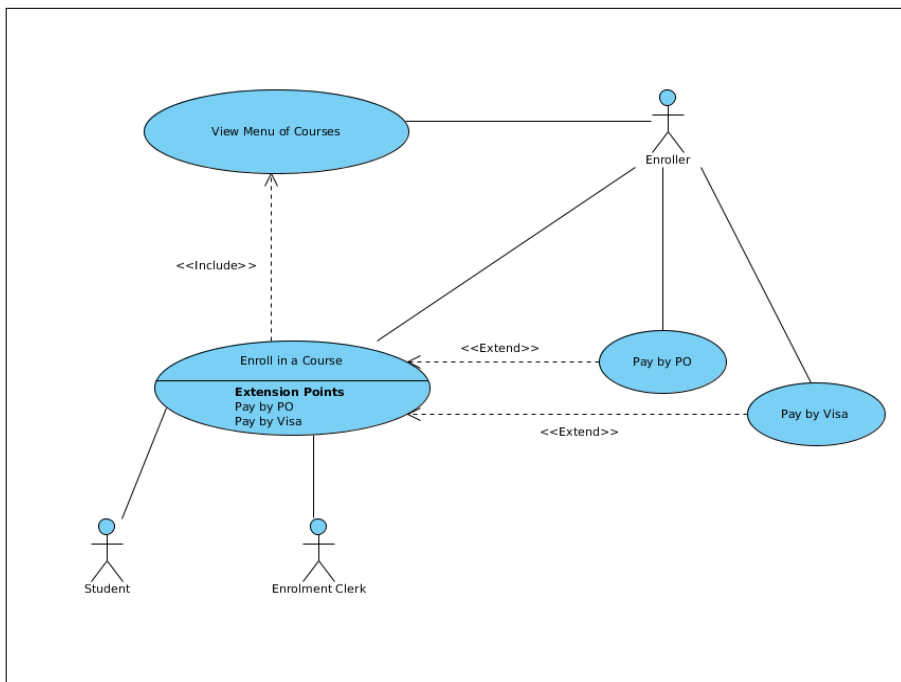 View Menu of Courses
Enroller
<<Include>>
Enroll in a Course
<<Extend>>
Pay by PO
Extension Points
Pay by PO
Pay by Visa
Pay by Visa
<<Extend>>
Student
Enrolment Clerk